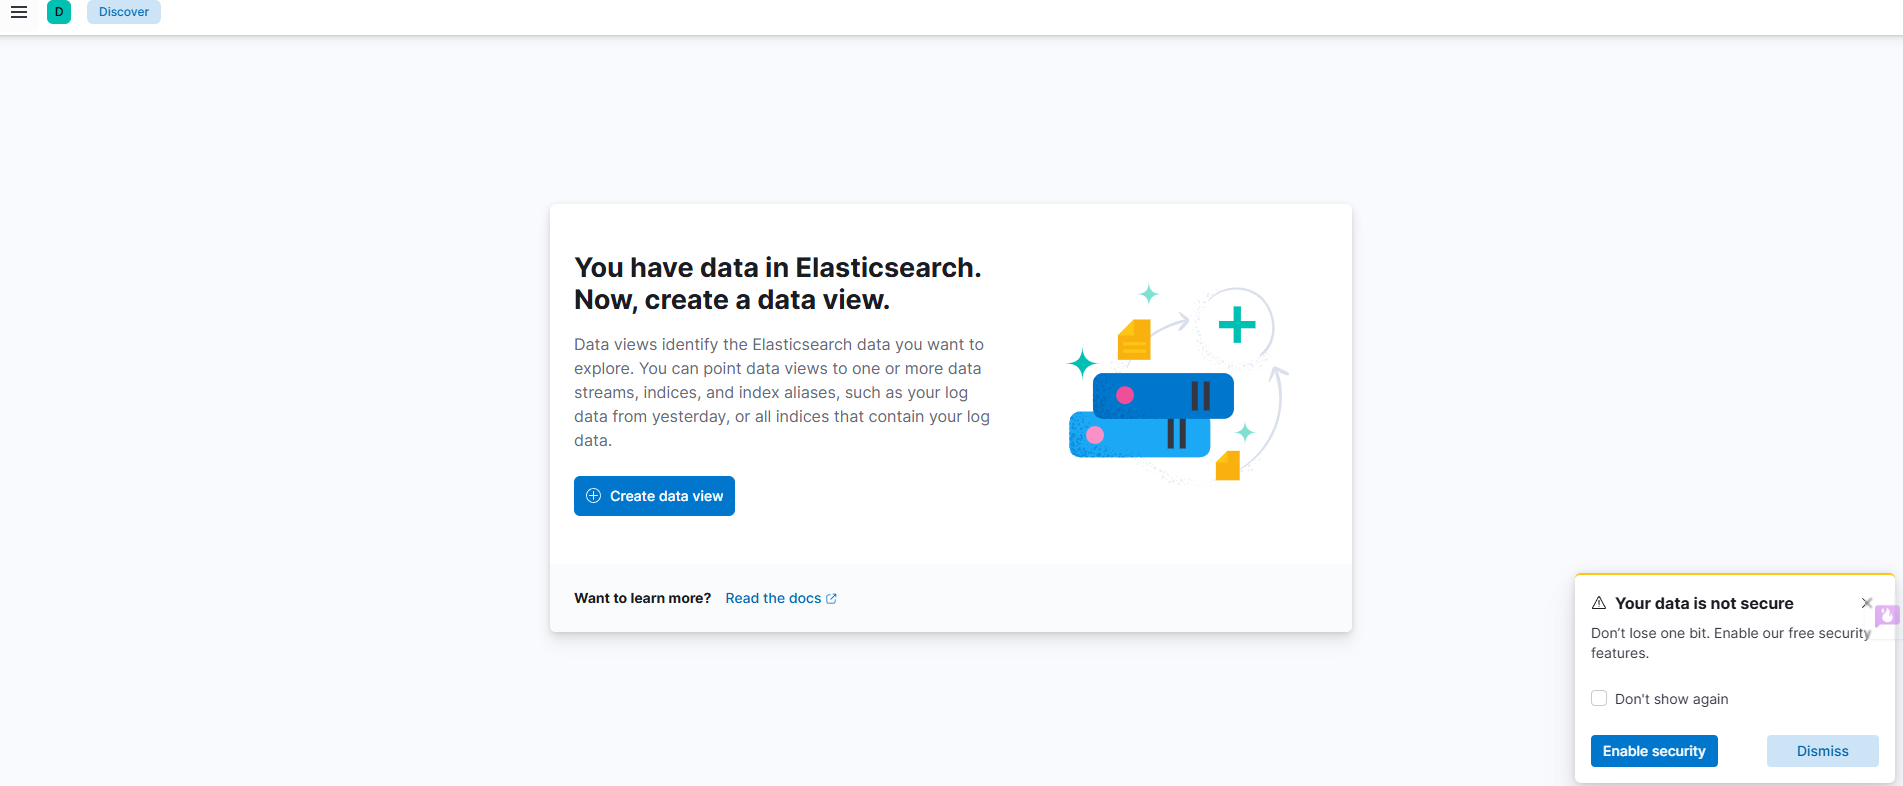 D Discover
You have data in Elasticsearch.
Now, create a data view.
Data views identify the Elasticsearch data you want to
explore. You can point data views to one or more data
streams, indices, and index aliases, such as your log
data from yesterday, or all indices that contain your log
data.
Create data view
Want to learn more? Read the docs
Your data is not secure
Don’t lose one bit. Enable our free security
features.
Don't show again
Enable security Dismiss